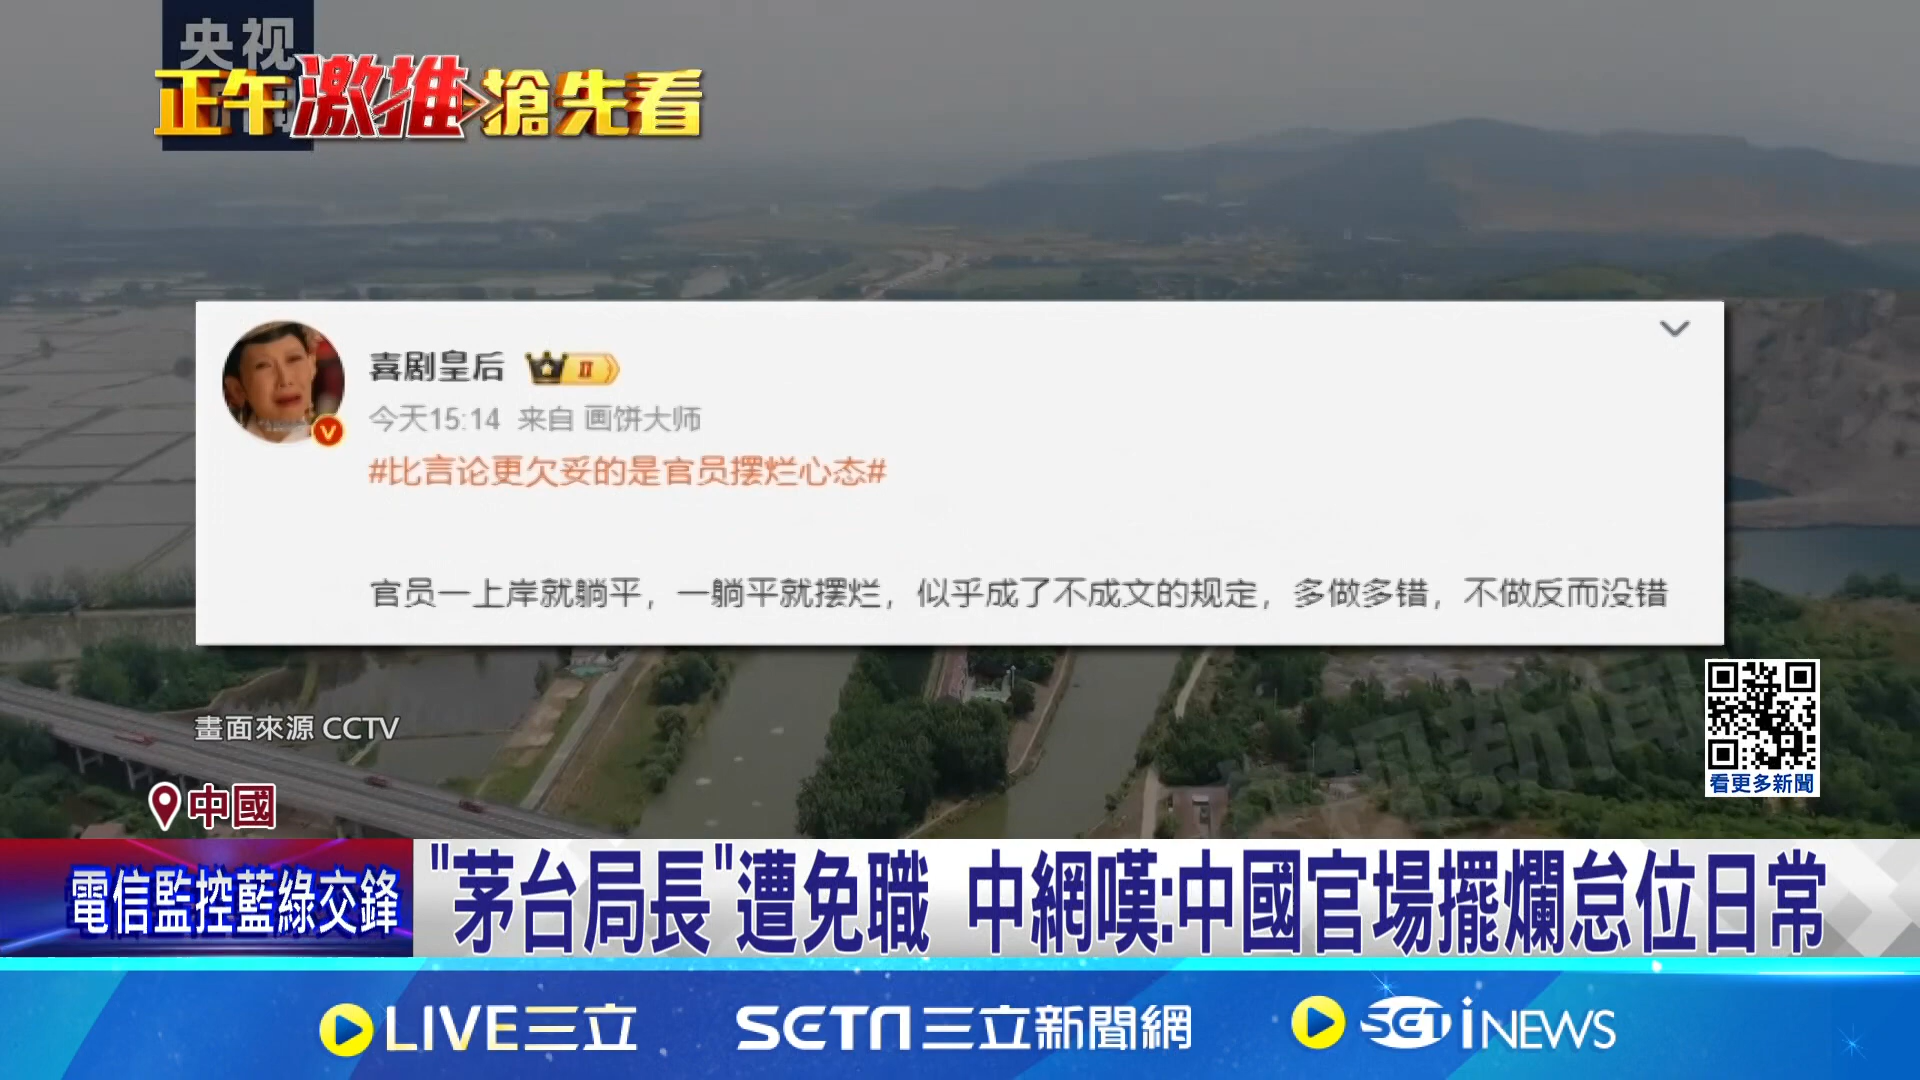 央视
正午激推搶先看
喜剧皇后 II
今天15:14 来自 画饼大师
#比言论更欠妥的是官员摆烂心态#
官员一上岸就躺平，一躺平就摆烂，似乎成了不成文的规定，多做多错，不做反而没错
视新闻
畫面來源 CCTV
看更多新聞
中國
電信監控藍綠交鋒
"茅台局長"遭免職 中網嘆:中國官場擺爛怠位日常
LIVE三立
SETN三立新聞網
SET iNEWS